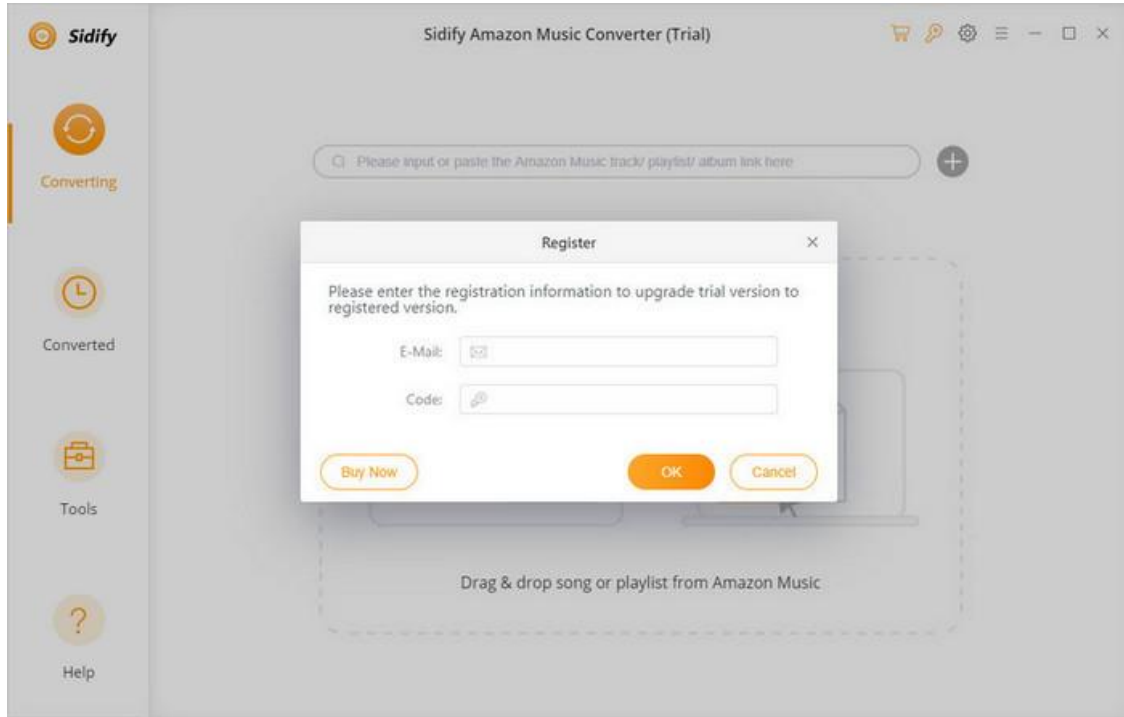 Sidify
Sidify Amazon Music Converter (Trial)
Converting
Please input or paste the Amazon Music track/ playlist/ album link here
Register
Please enter the registration information to upgrade trial version to
registered version.
E-Mail:
Code:
Buy Now
OK
Cancel
Converted
Tools
Drag & drop song or playlist from Amazon Music
?
Help